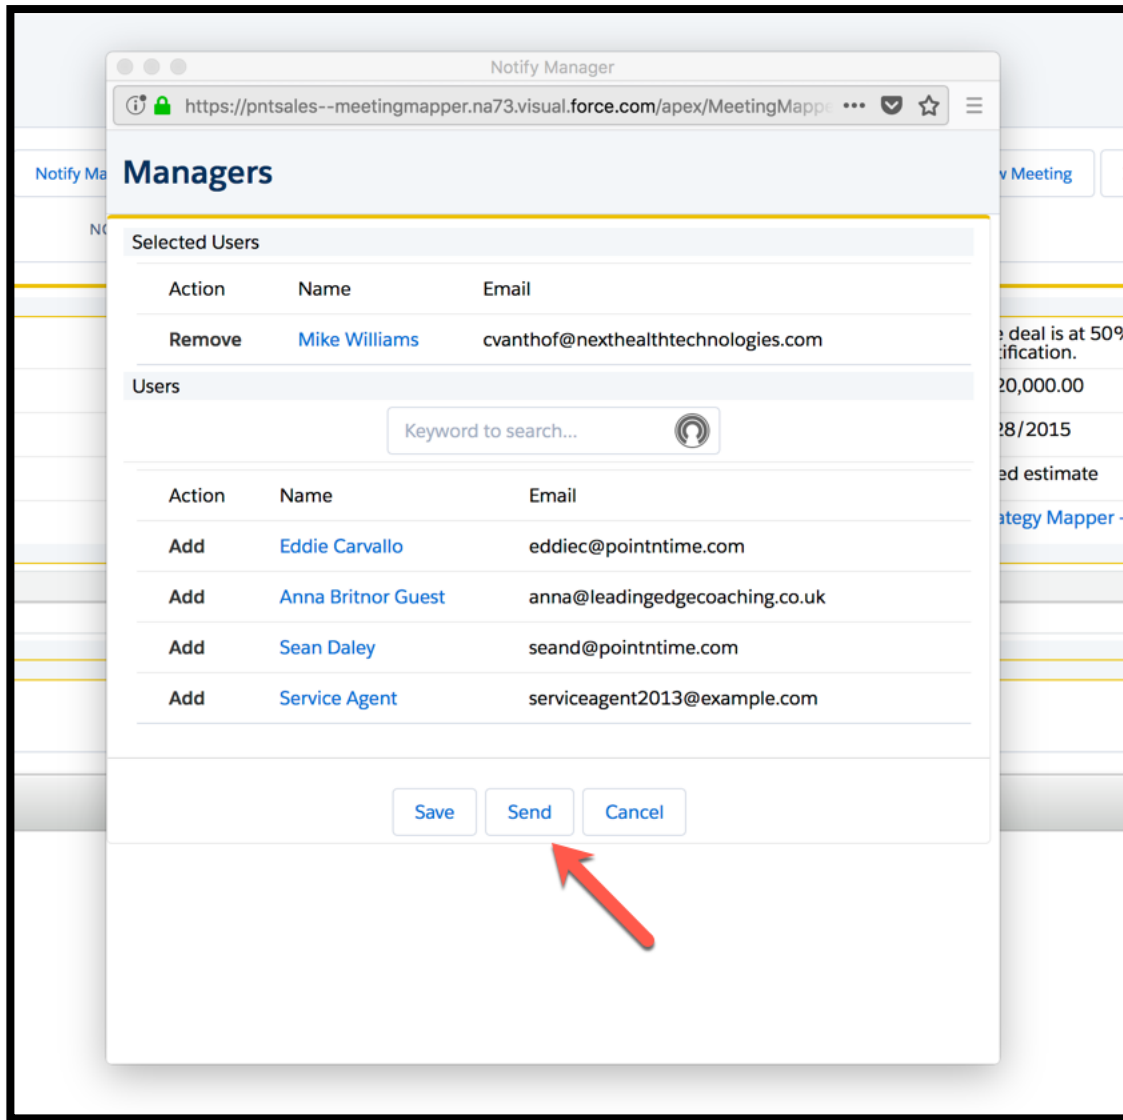 Notify Manager
https://pntsales--meetingmapper.na73.visual.force.com/apex/MeetingMappe
Notify Ma
Managers
w Meeting
NO
Selected Users
Action Name Email
Remove Mike Williams cvanthof@nexthealthtechnologies.com
e deal is at 50%
tification.
Users
20,000.00
Keyword to search...
28/2015
ed estimate
Action Name Email
ategy Mapper -
Add Eddie Carvallo eddiec@pointntime.com
Add Anna Britnor Guest anna@leadingedgecoaching.co.uk
Add Sean Daley seand@pointntime.com
Add Service Agent serviceagent2013@example.com
Save Send Cancel